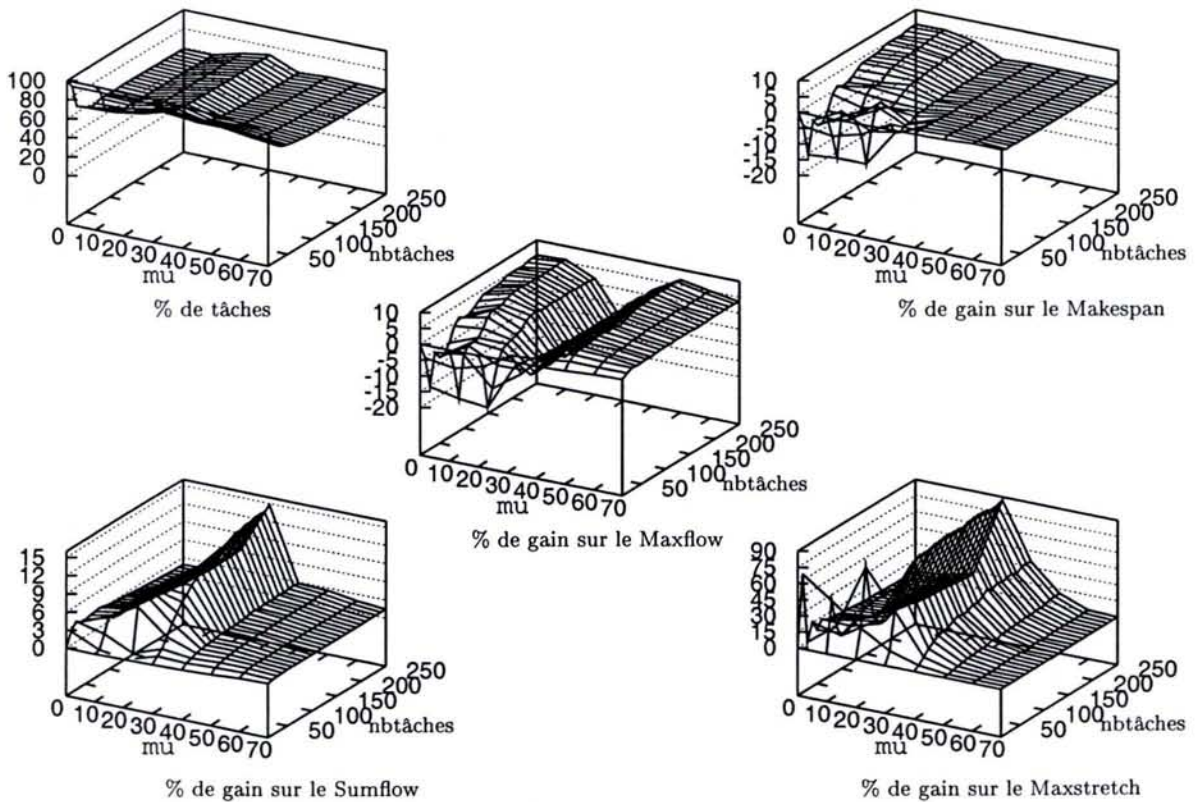 100
80
60
40
20
0
0 10 20 30 40 50 60 70
mu
50 100 150 200 250
nbtâches
% de tâches
10
5
0
-5
-10
-15
-20
0 10 20 30 40 50 60 70
mu
50 100 150 200 250
nbtâches
% de gain sur le Makespan
10
5
0
-5
-10
-15
-20
0 10 20 30 40 50 60 70
mu
50 100 150 200 250
nbtâches
% de gain sur le Maxflow
15
12
9
6
3
0
0 10 20 30 40 50 60 70
mu
50 100 150 200 250
nbtâches
% de gain sur le Sumflow
90
75
60
45
30
15
0
0 10 20 30 40 50 60 70
mu
50 100 150 200 250
nbtâches
% de gain sur le Maxstretch